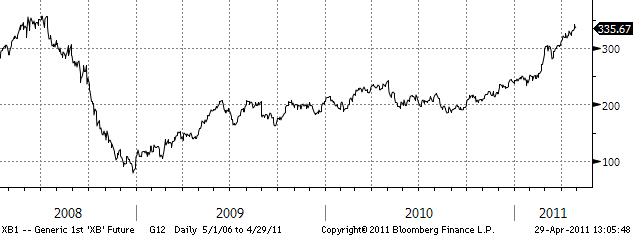 335.67
300
200
100
2008 2009 2010 2011
XB1 -- Generic 1st 'XB' Future G12 Daily 5/1/06 to 4/29/11 Copyright© 2011 Bloomberg Finance L.P. 29-Apr-2011 13:05:48